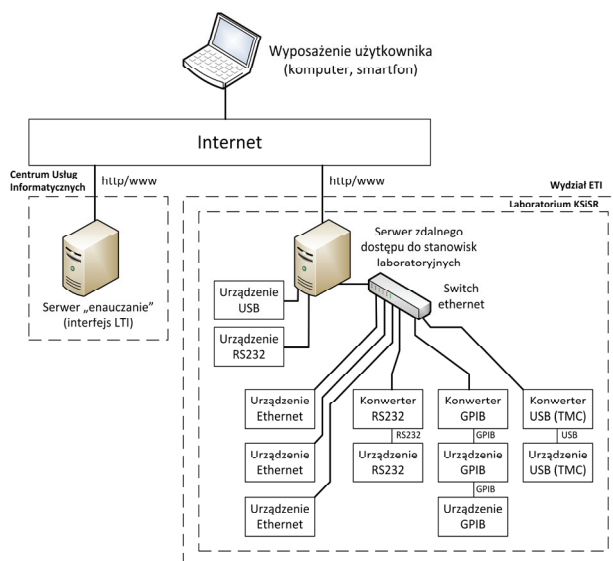 Wyposażenie użytkownika
(komputer, smartfon)
Internet
Centrum Usług
Informatycznych
http/www
http/www
Wydział ETI
Laboratorium KSiSR
Serwer „enauczanie”
(interfejs LTI)
Serwer zdalnego
dostępu do stanowisk
laboratoryjnych
Switch
ethernet
Urządzenie
USB
Urządzenie
RS232
Urządzenie
Ethernet
Konwerter
RS232
Konwerter
GPIB
Konwerter
USB (TMC)
RS232
GPIB
USB
Urządzenie
Ethernet
Urządzenie
RS232
Urządzenie
GPIB
Urządzenie
USB (TMC)
GPIB
Urządzenie
Ethernet
Urządzenie
GPIB